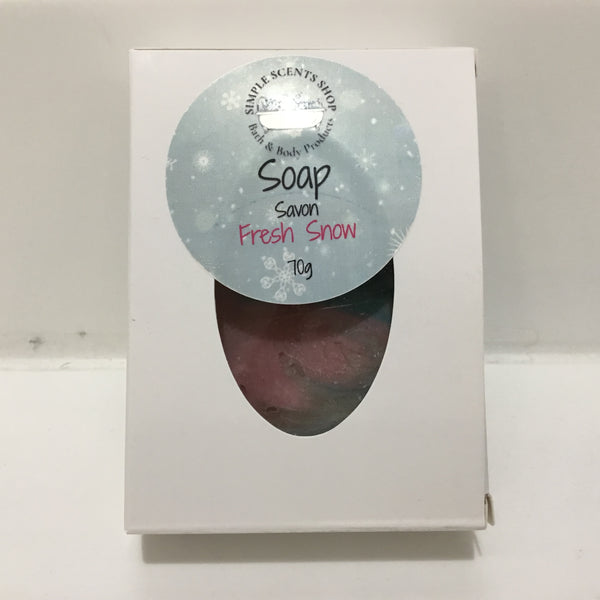 SIMPLE SCENTS SHOP
Bath & Body Products
Soap
Savon
Fresh Snow
70g